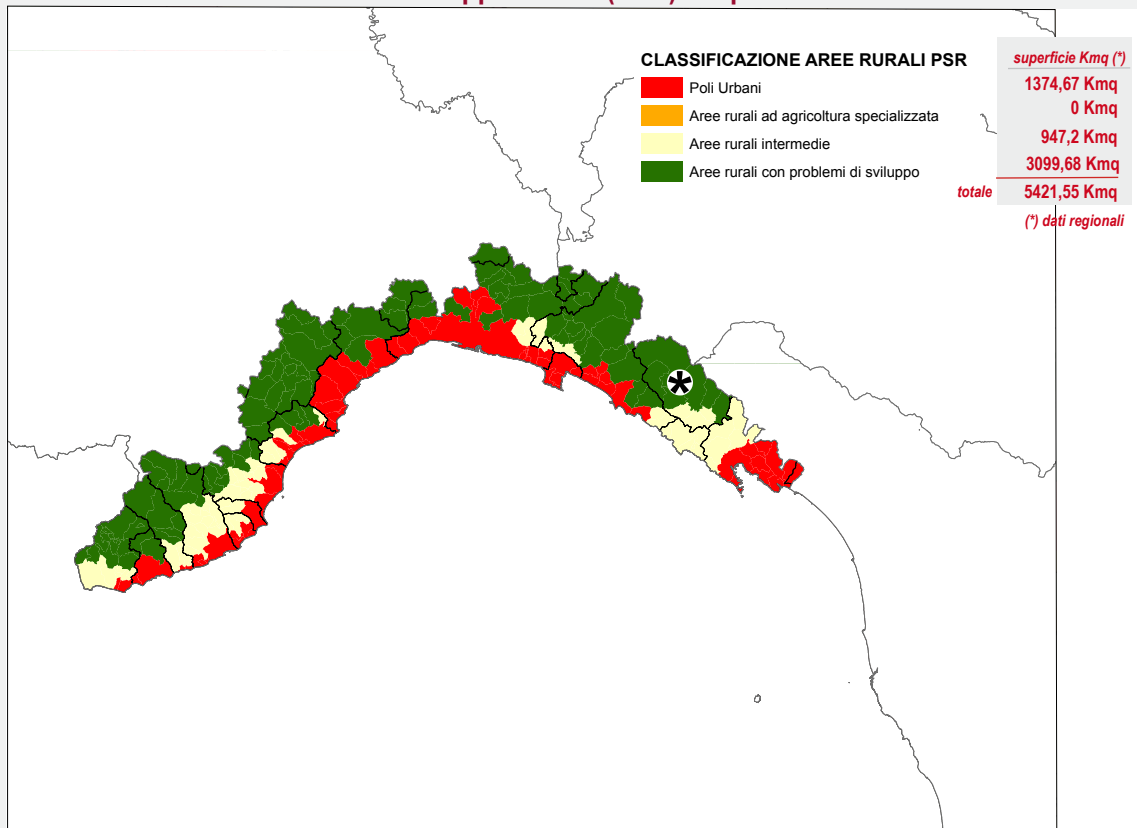 CLASSIFICAZIONE AREE RURALI PSR
superficie Kmq (*)
Poli Urbani
1374,67 Kmq
Aree rurali ad agricoltura specializzata
0 Kmq
Aree rurali intermedie
947,2 Kmq
Aree rurali con problemi di sviluppo
3099,68 Kmq
totale 5421,55 Kmq
(*) dati regionali
*